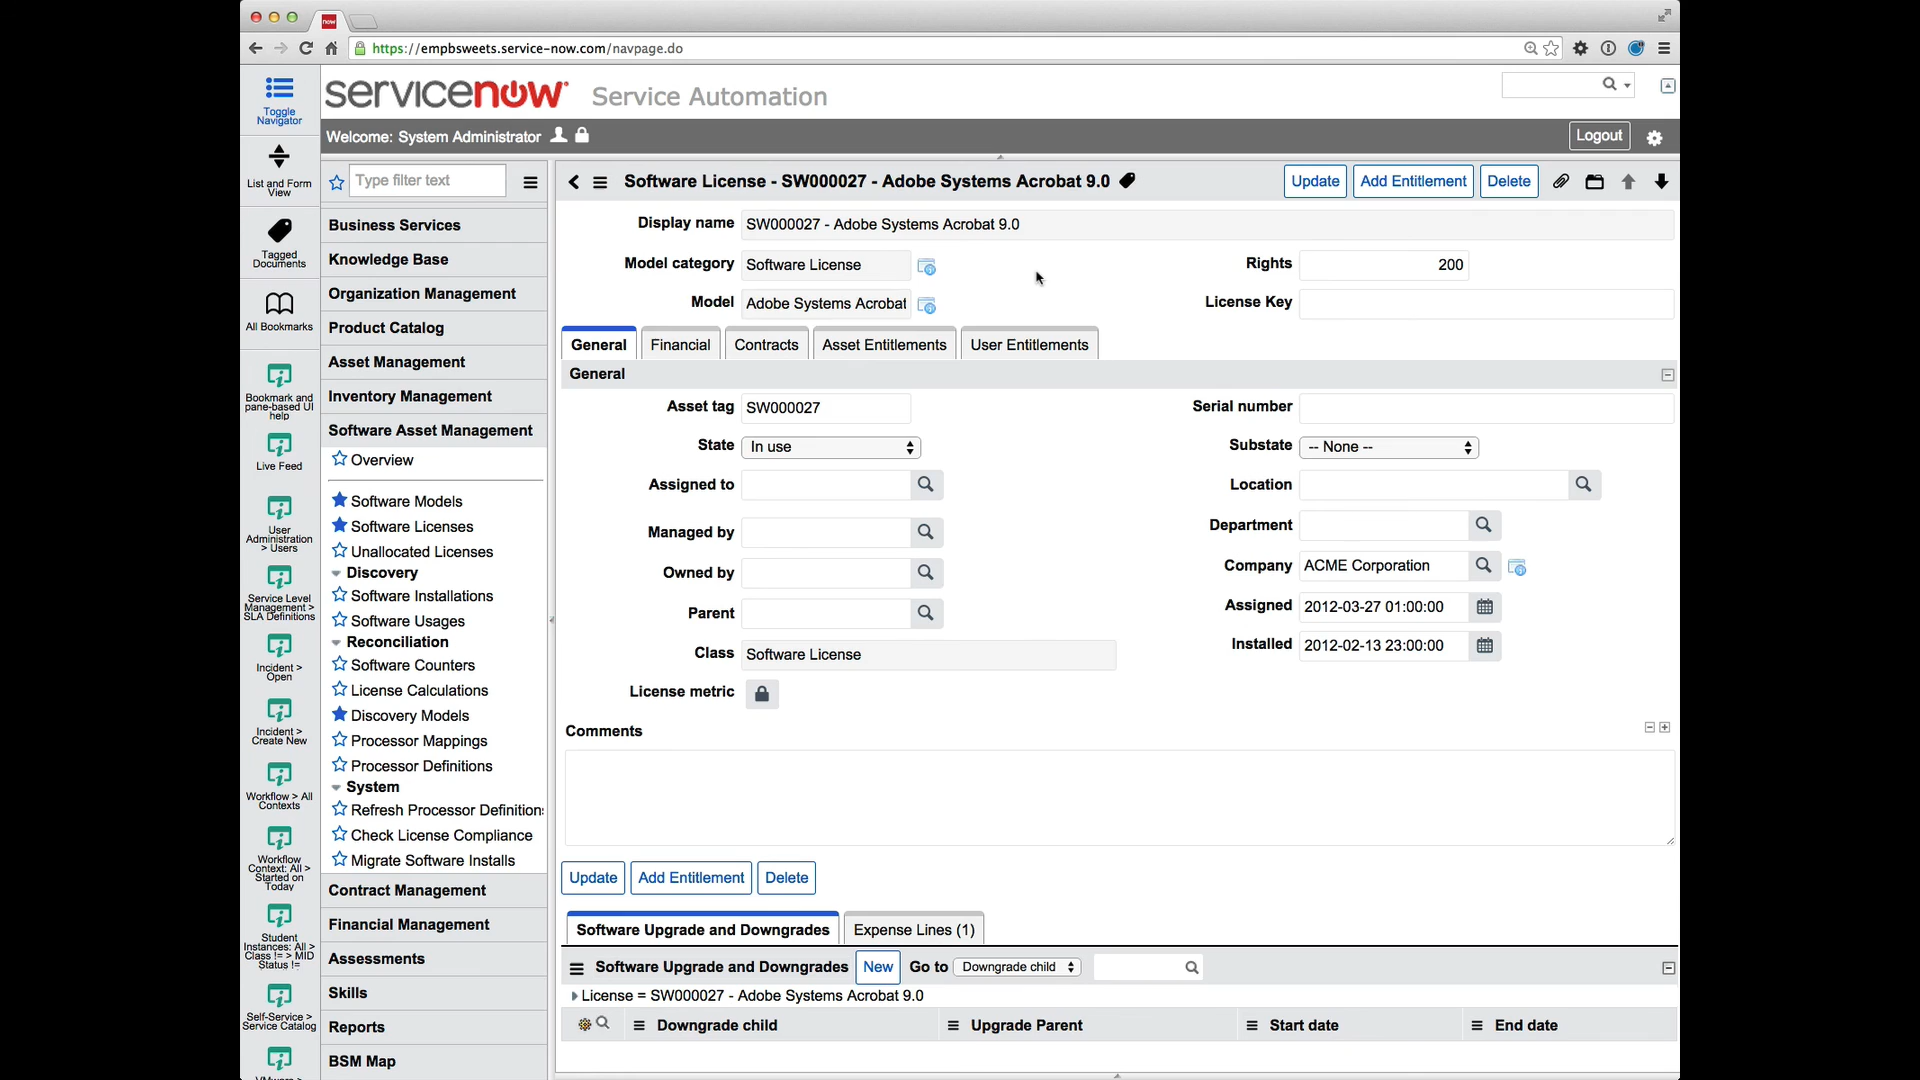 now
https://empbsweets.service-now.com/navpage.do
Toggle
Navigator
servicenow Service Automation
Welcome: System Administrator
Logout
List and Form
View
Type filter text
Software License - SW000027 - Adobe Systems Acrobat 9.0
Update
Add Entitlement
Delete
Tagged
Documents
All Bookmarks
Bookmark and
pane-based UI
help
Live Feed
User
Administration
> Users
Service Level
Management >
SLA Definitions
Incident >
Open
Incident >
Create New
Workflow > All
Contexts
Workflow
Context: All >
Started on
Today
Student
Instances: All >
Class != > MID
Status !=
Self-Service >
Service Catalog
Business Services
Knowledge Base
Organization Management
Product Catalog
Asset Management
Inventory Management
Software Asset Management
Overview
Software Models
Software Licenses
Unallocated Licenses
Discovery
Software Installations
Software Usages
Reconciliation
Software Counters
License Calculations
Discovery Models
Processor Mappings
Processor Definitions
System
Refresh Processor Definition
Check License Compliance
Migrate Software Installs
Contract Management
Financial Management
Assessments
Skills
Reports
BSM Map
Display name SW000027 - Adobe Systems Acrobat 9.0
Model category Software License
Rights 200
Model Adobe Systems Acrobat
License Key
General
Financial
Contracts
Asset Entitlements
User Entitlements
General
Asset tag SW000027
Serial number
State In use
Substate -- None --
Assigned to
Location
Managed by
Department
Owned by
Company ACME Corporation
Parent
Assigned 2012-03-27 01:00:00
Class Software License
Installed 2012-02-13 23:00:00
License metric
Comments
Update
Add Entitlement
Delete
Software Upgrade and Downgrades
Expense Lines (1)
Software Upgrade and Downgrades New Go to Downgrade child
License = SW000027 - Adobe Systems Acrobat 9.0
Downgrade child
Upgrade Parent
Start date
End date